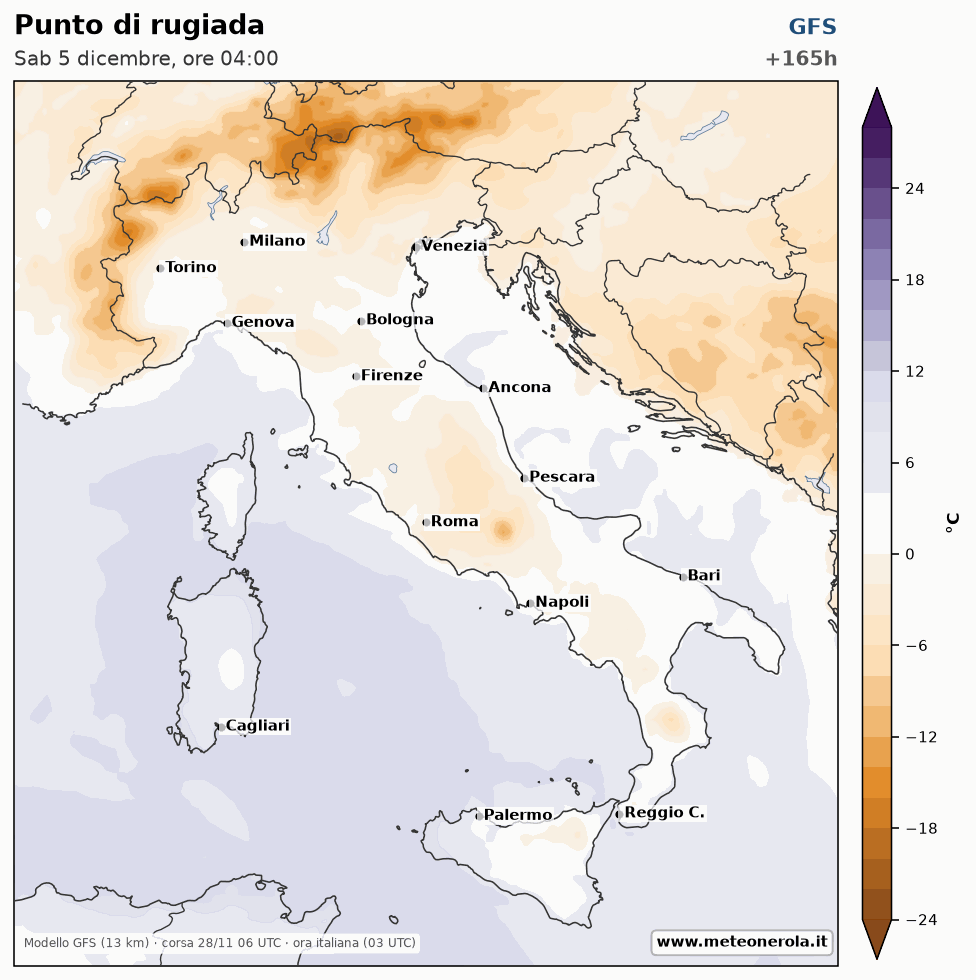 Punto di rugiada
GFS
Sab 5 dicembre, ore 04:00
+165h
Milano
Venezia
Torino
Genova
Bologna
Firenze
Ancona
Pescara
Roma
Bari
Napoli
Cagliari
Palermo
Reggio C.
24
18
12
6
0
−6
−12
−18
−24
°C
Modello GFS (13 km) · corsa 28/11 06 UTC · ora italiana (03 UTC)
www.meteonerola.it